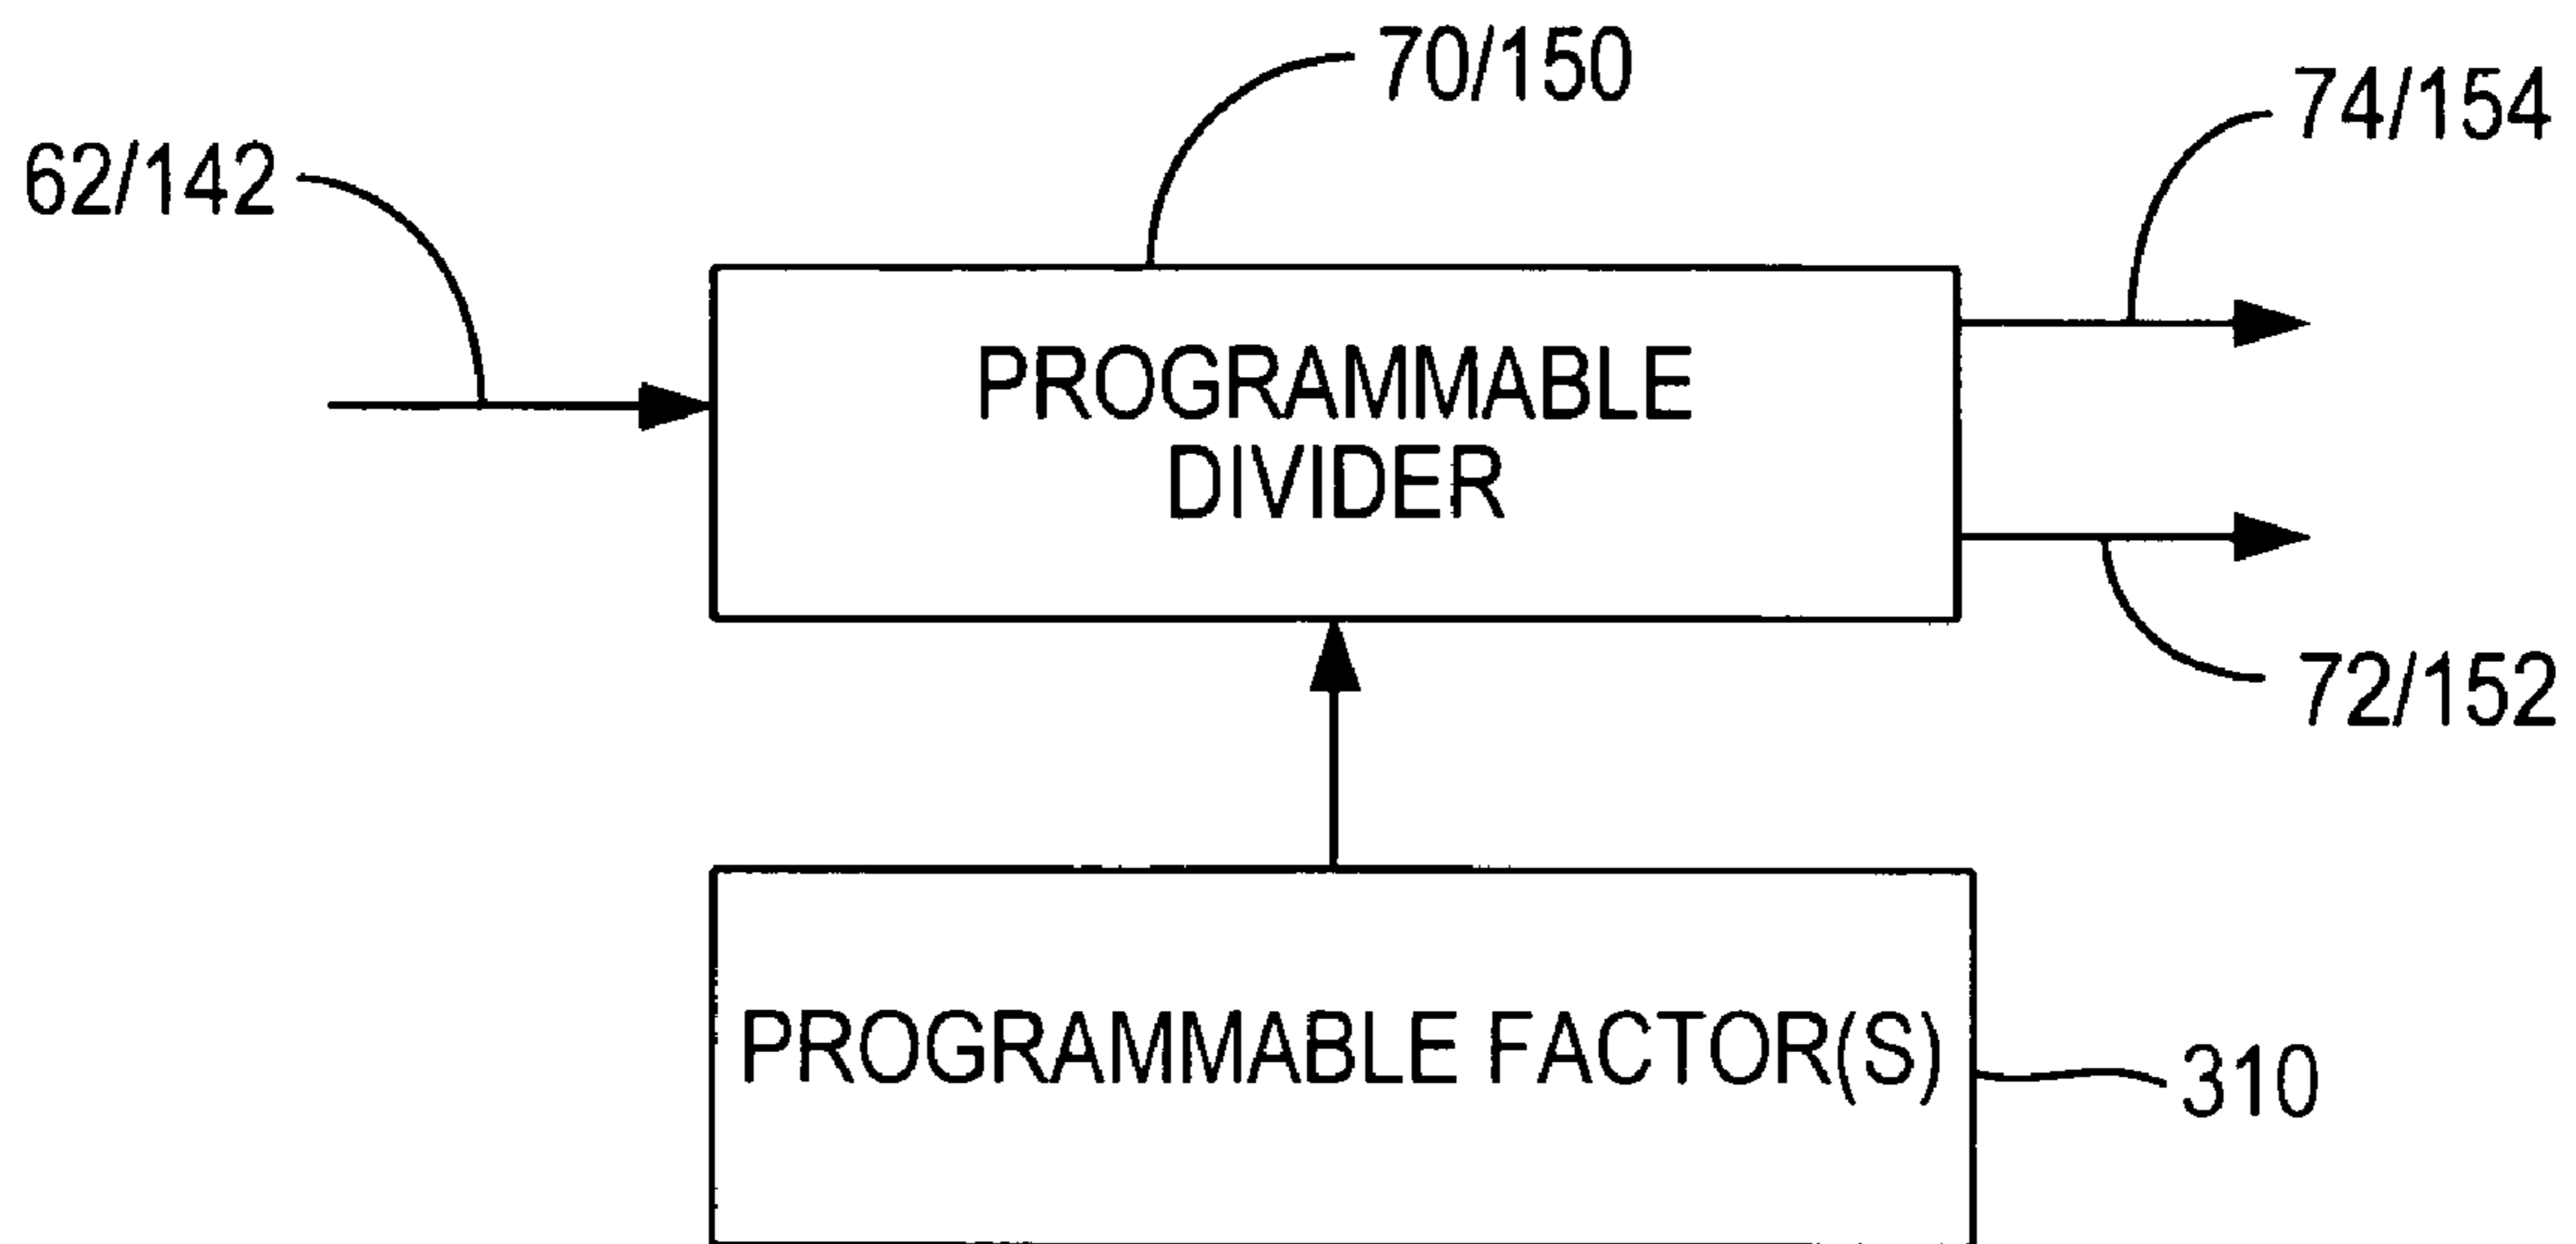 70/150
74/154
62/142
PROGRAMMABLE
DIVIDER
72/152
PROGRAMMABLE FACTOR(S)
310